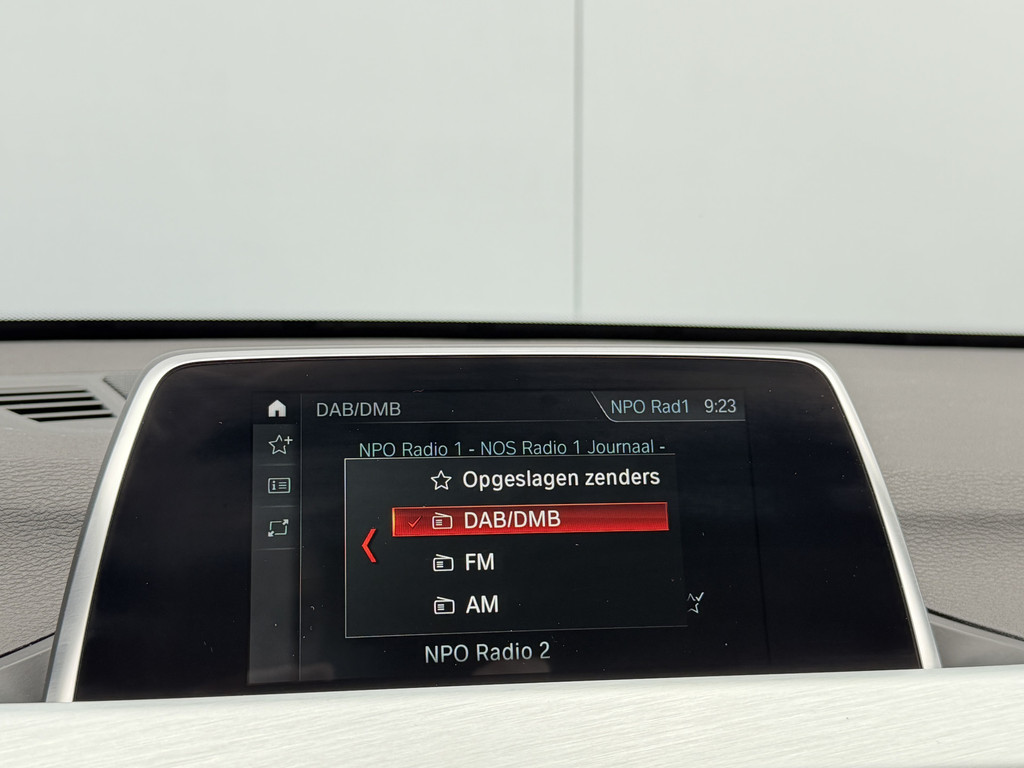 DAB/DMB
NPO Rad1 9:23
NPO Radio 1 - NOS Radio 1 Journaal -
Opgeslagen zenders
DAB/DMB
FM
AM
NPO Radio 2